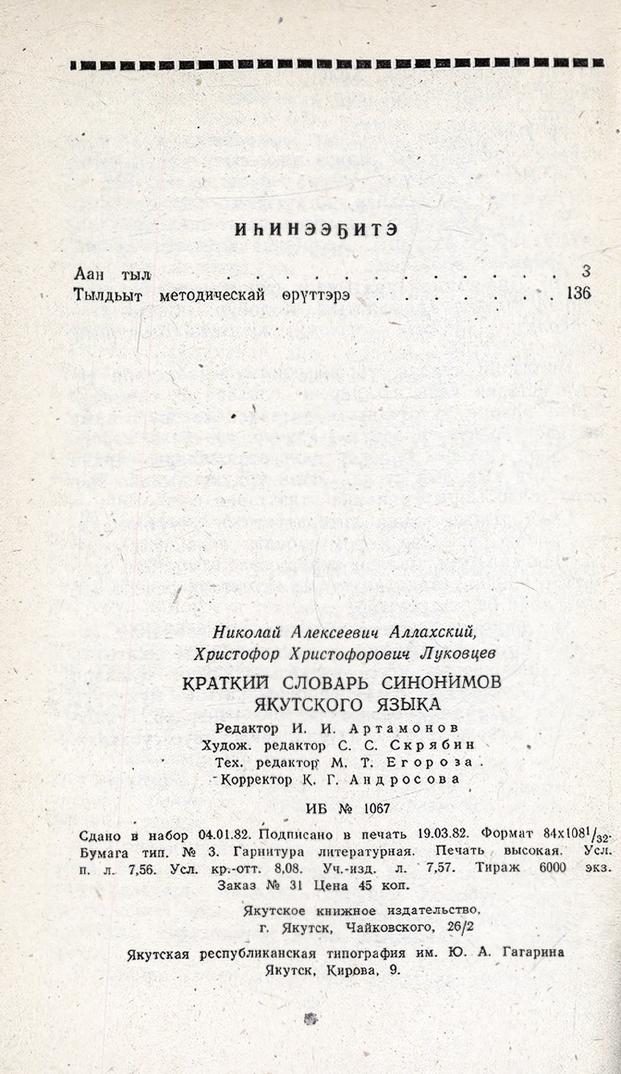 ИҺИНЭЭҔИТЭ
Аан тыл . . . . . . . . . . . . . 3
Тылдьыт методическай өрүттэрэ . . . . . . . . 136
Николай Алексеевич Аллахский,
Христофор Христофорович Луковцев
КРАТКИЙ СЛОВАРЬ СИНОНИМОВ
ЯКУТСКОГО ЯЗЫКА
Редактор И. И. Артамонов
Худож. редактор С. С. Скрябин
Тех. редактор М. Т. Егороза.
Корректор К. Г. Андросова
ИБ № 1067
Сдано в набор 04.01.82. Подписано в печать 19.03.82. Формат 84х108¹/₃₂.
Бумага тип. № 3. Гарнитура литературная. Печать высокая. Усл.
п. л. 7,56. Усл. кр.-отт. 8,08. Уч.-изд. л. 7,57. Тираж 6000 экз.
Заказ № 31 Цена 45 коп.
Якутское книжное издательство,
г. Якутск, Чайковского, 26/2
Якутская республиканская типография им. Ю. А. Гагарина
Якутск, Кирова, 9.